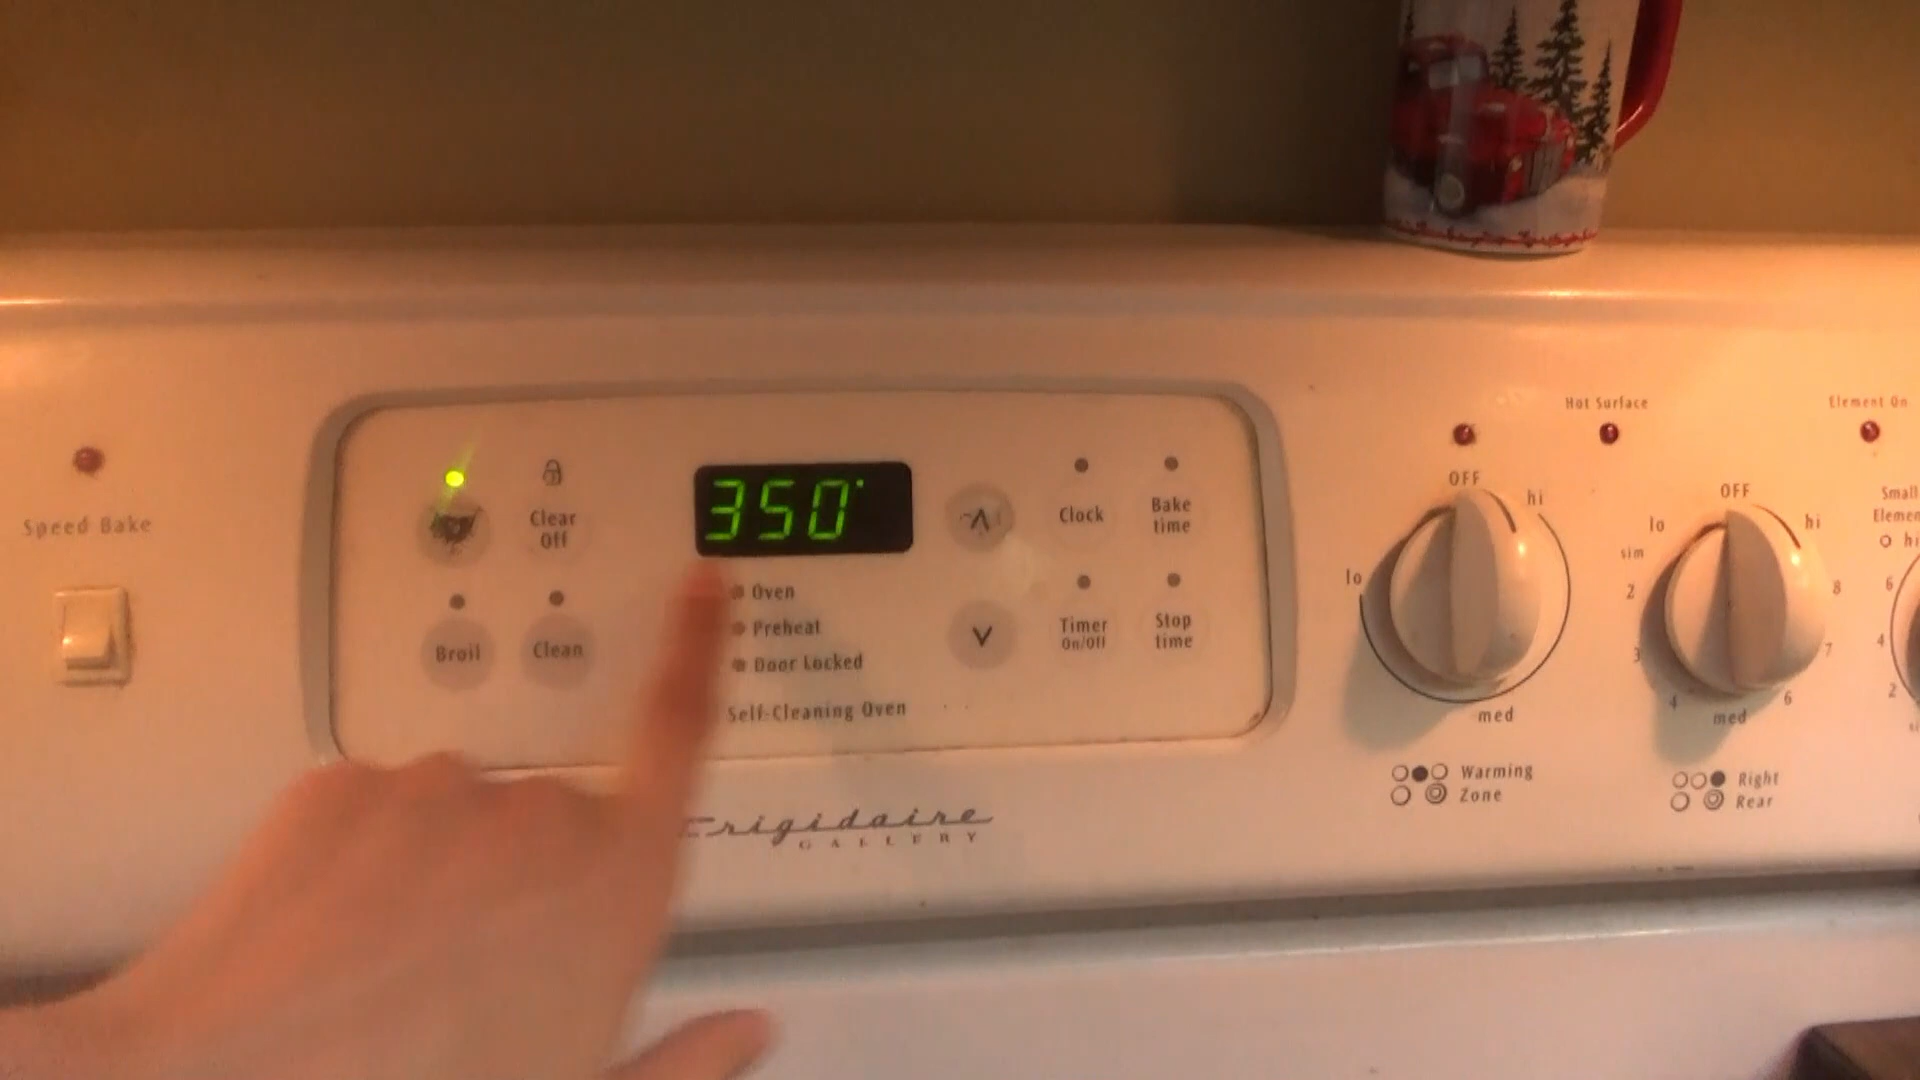 Speed Bake
Clear
Off
Broil
Clean
350°
Oven
Preheat
Door Locked
Self-Cleaning Oven
Clock
Bake
time
Timer
On/Off
Stop
time
Frigidaire
GALLERY
OFF
hi
lo
med
Warming
Zone
Hot Surface
OFF
lo
hi
sim
2
8
3
7
4
6
med
Right
Rear
Element On
Small
hi
6
4
2